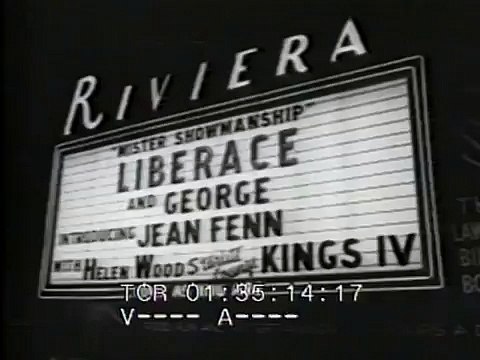 RIVIERA
"MISTER SHOWMANSHIP"
LIBERACE
AND GEORGE
INTRODUCING JEAN FENN
WITH HELEN WOOD KINGS IV
TCR 01:35:14:17
V---- A----